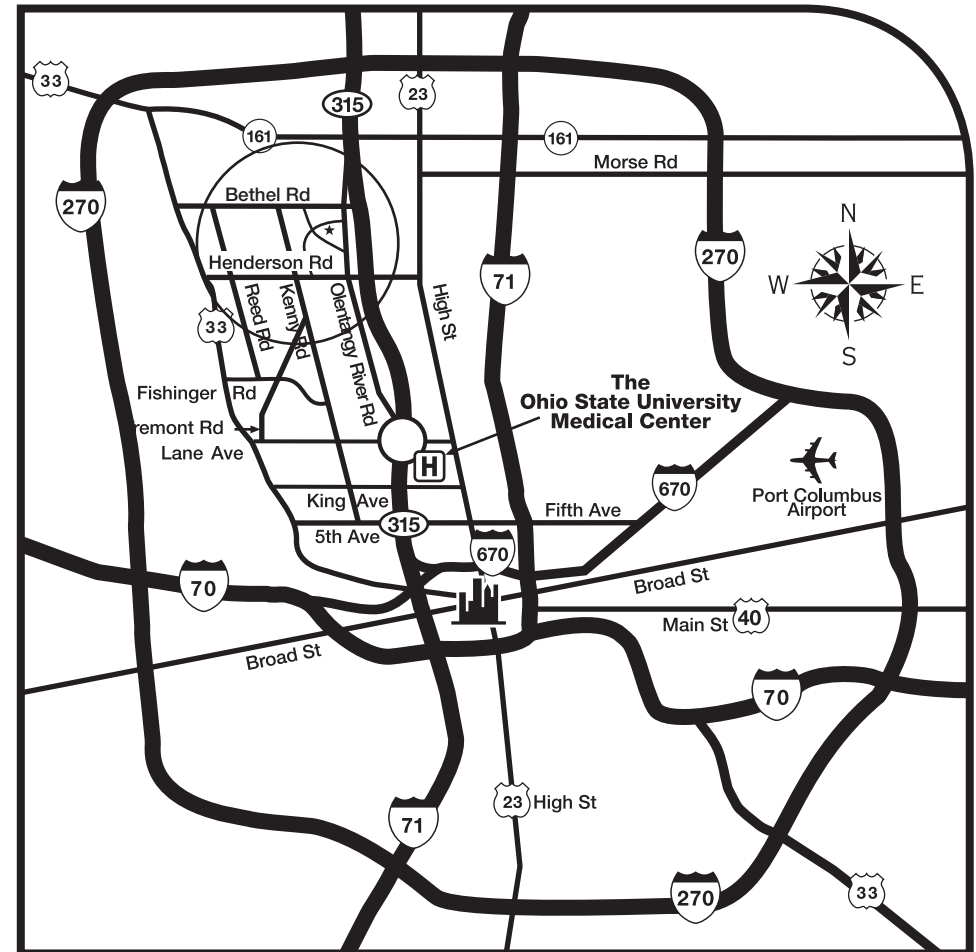 33
315
23
161
161
Morse Rd
Bethel Rd
270
N
W
E
S
270
71
Henderson Rd
Reed Rd
Kenny Rd
Olentangy River Rd
High St
33
The
Ohio State University
Medical Center
Fishinger Rd
remont Rd
Lane Ave
H
670
Port Columbus
Airport
King Ave
Fifth Ave
5th Ave
315
670
70
Broad St
Main St
40
Broad St
70
23
High St
71
270
33